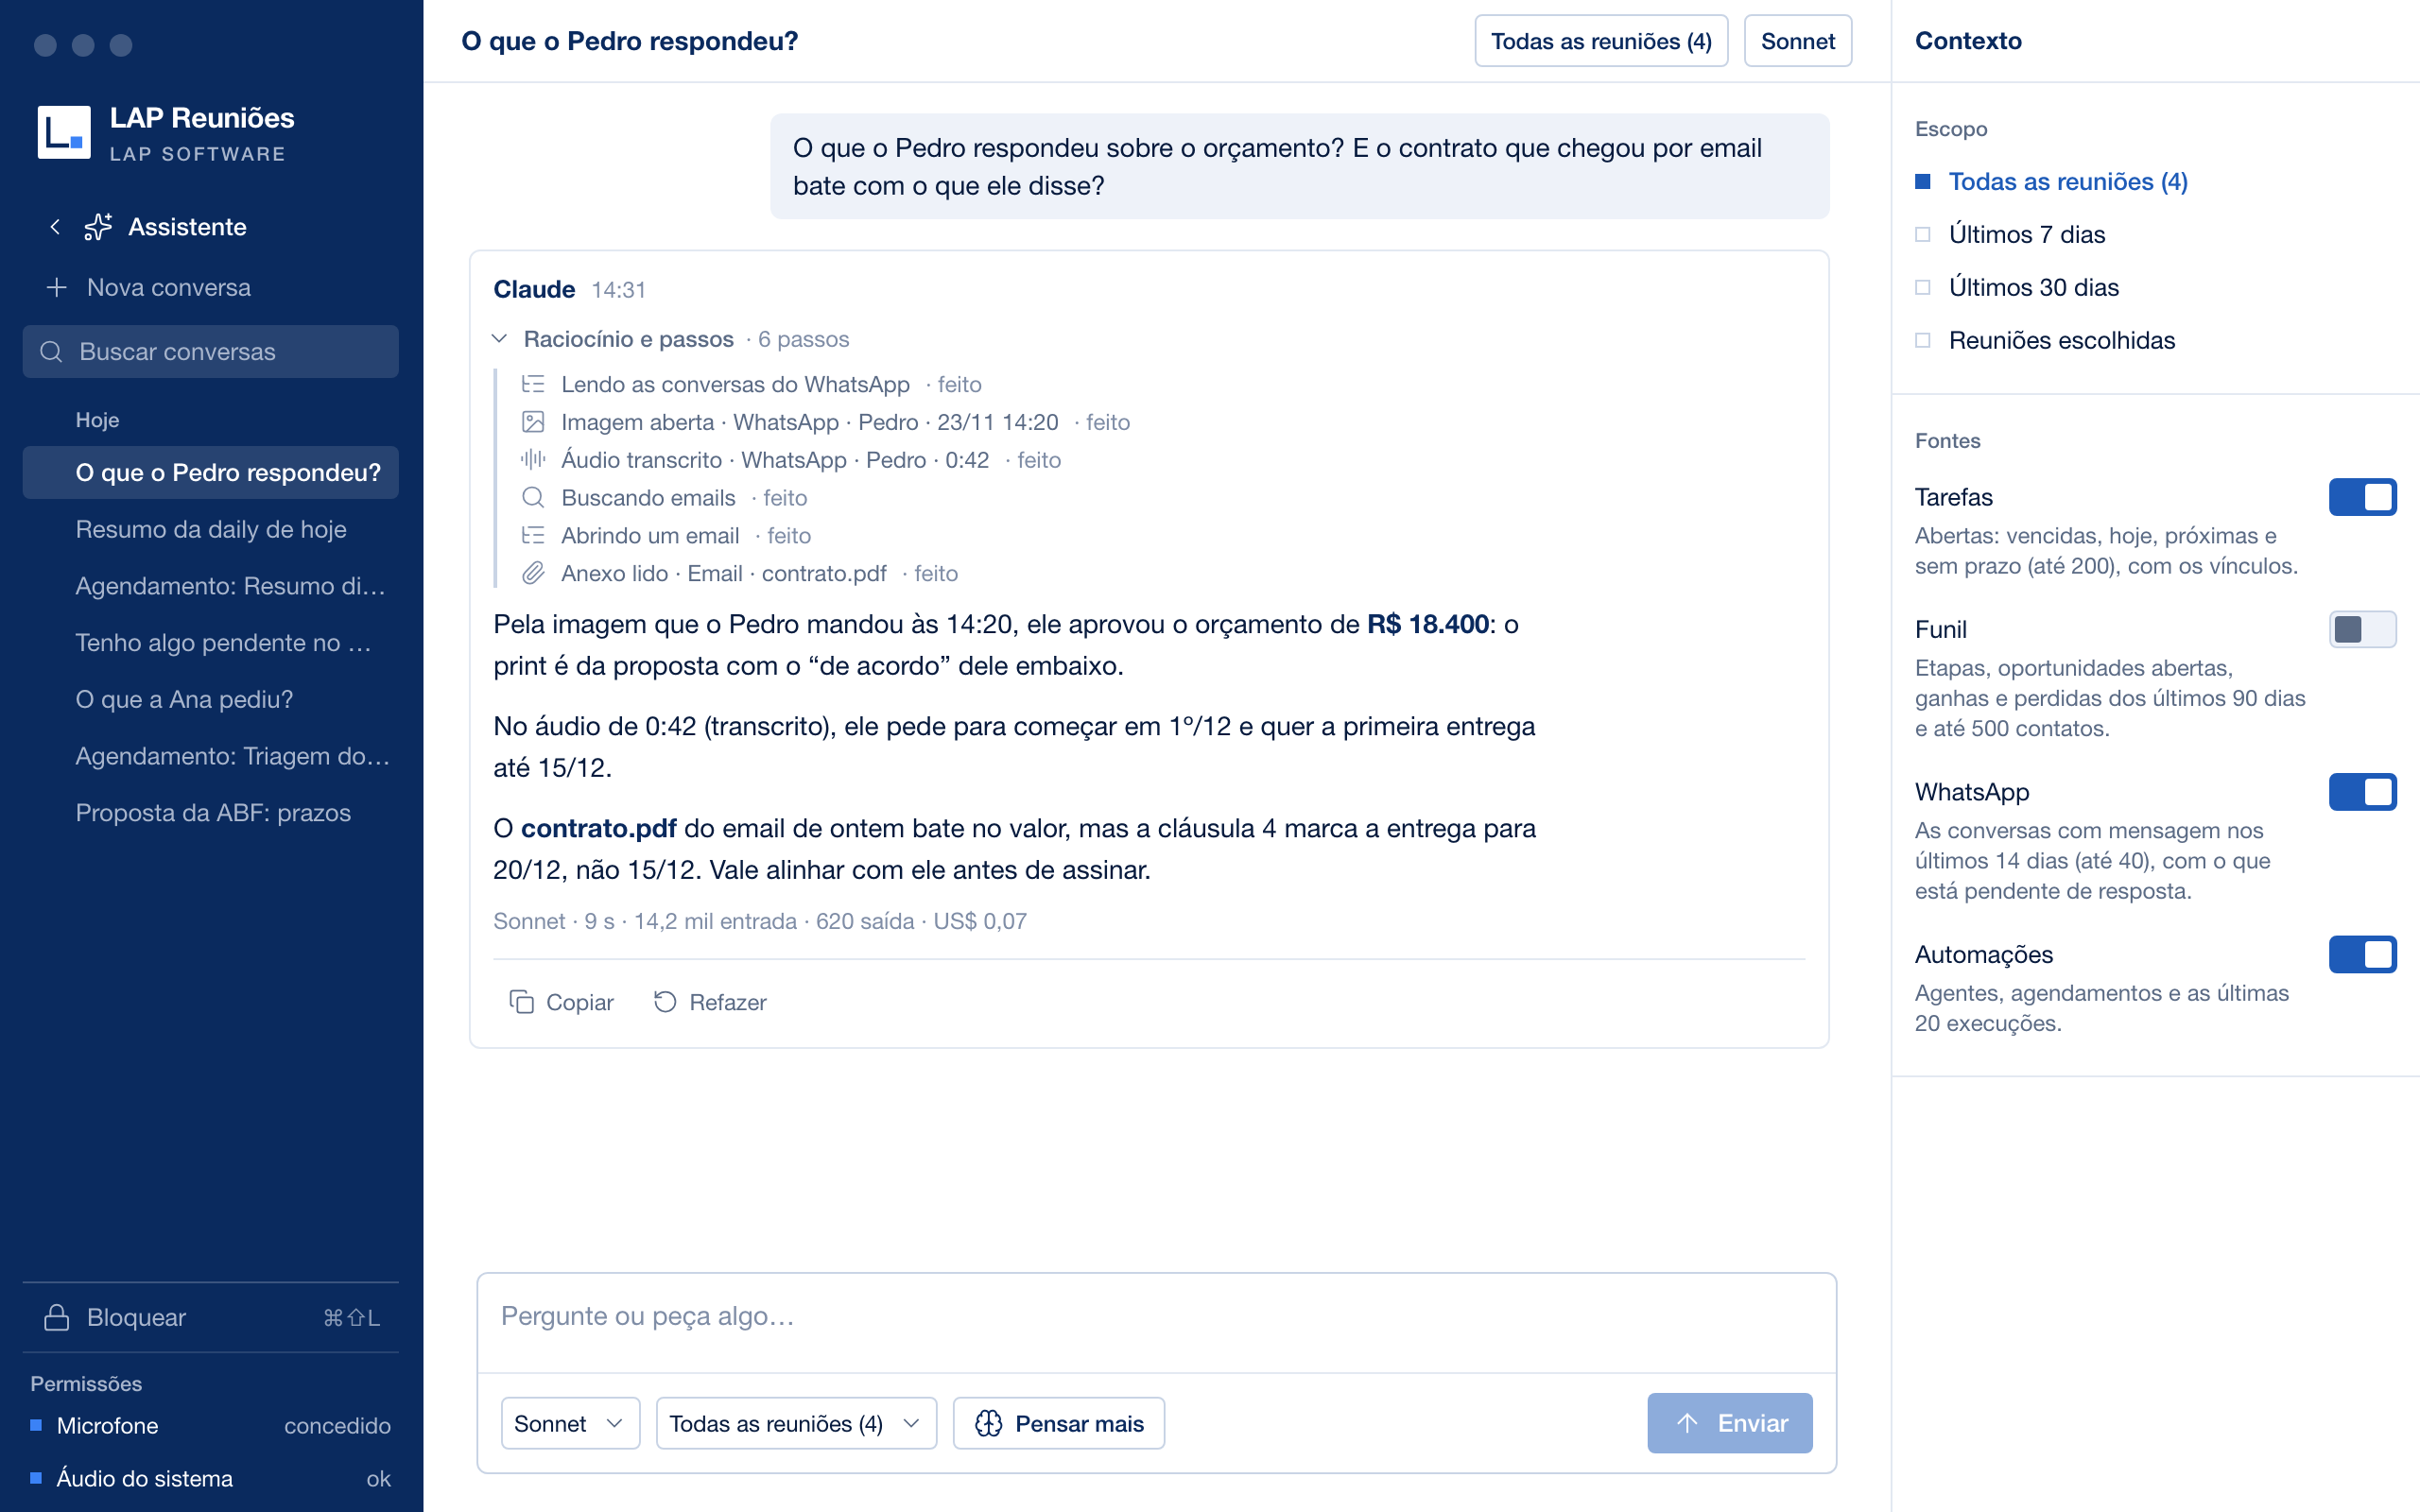 LAP Reuniões
LAP SOFTWARE
Assistente
Nova conversa
Buscar conversas
Hoje
O que o Pedro respondeu?
Resumo da daily de hoje
Agendamento: Resumo di…
Tenho algo pendente no …
O que a Ana pediu?
Agendamento: Triagem do…
Proposta da ABF: prazos
Bloquear ⌘⇧L
Permissões
Microfone concedido
Áudio do sistema ok
O que o Pedro respondeu?
Todas as reuniões (4)
Sonnet
O que o Pedro respondeu sobre o orçamento? E o contrato que chegou por email
bate com o que ele disse?
Claude 14:31
Raciocínio e passos · 6 passos
Lendo as conversas do WhatsApp · feito
Imagem aberta · WhatsApp · Pedro · 23/11 14:20 · feito
Áudio transcrito · WhatsApp · Pedro · 0:42 · feito
Buscando emails · feito
Abrindo um email · feito
Anexo lido · Email · contrato.pdf · feito
Pela imagem que o Pedro mandou às 14:20, ele aprovou o orçamento de R$ 18.400: o
print é da proposta com o “de acordo” dele embaixo.
No áudio de 0:42 (transcrito), ele pede para começar em 1º/12 e quer a primeira entrega
até 15/12.
O contrato.pdf do email de ontem bate no valor, mas a cláusula 4 marca a entrega para
20/12, não 15/12. Vale alinhar com ele antes de assinar.
Sonnet · 9 s · 14,2 mil entrada · 620 saída · US$ 0,07
Copiar
Refazer
Pergunte ou peça algo…
Sonnet
Todas as reuniões (4)
Pensar mais
Enviar
Contexto
Escopo
Todas as reuniões (4)
Últimos 7 dias
Últimos 30 dias
Reuniões escolhidas
Fontes
Tarefas
Abertas: vencidas, hoje, próximas e
sem prazo (até 200), com os vínculos.
Funil
Etapas, oportunidades abertas,
ganhas e perdidas dos últimos 90 dias
e até 500 contatos.
WhatsApp
As conversas com mensagem nos
últimos 14 dias (até 40), com o que
está pendente de resposta.
Automações
Agentes, agendamentos e as últimas
20 execuções.